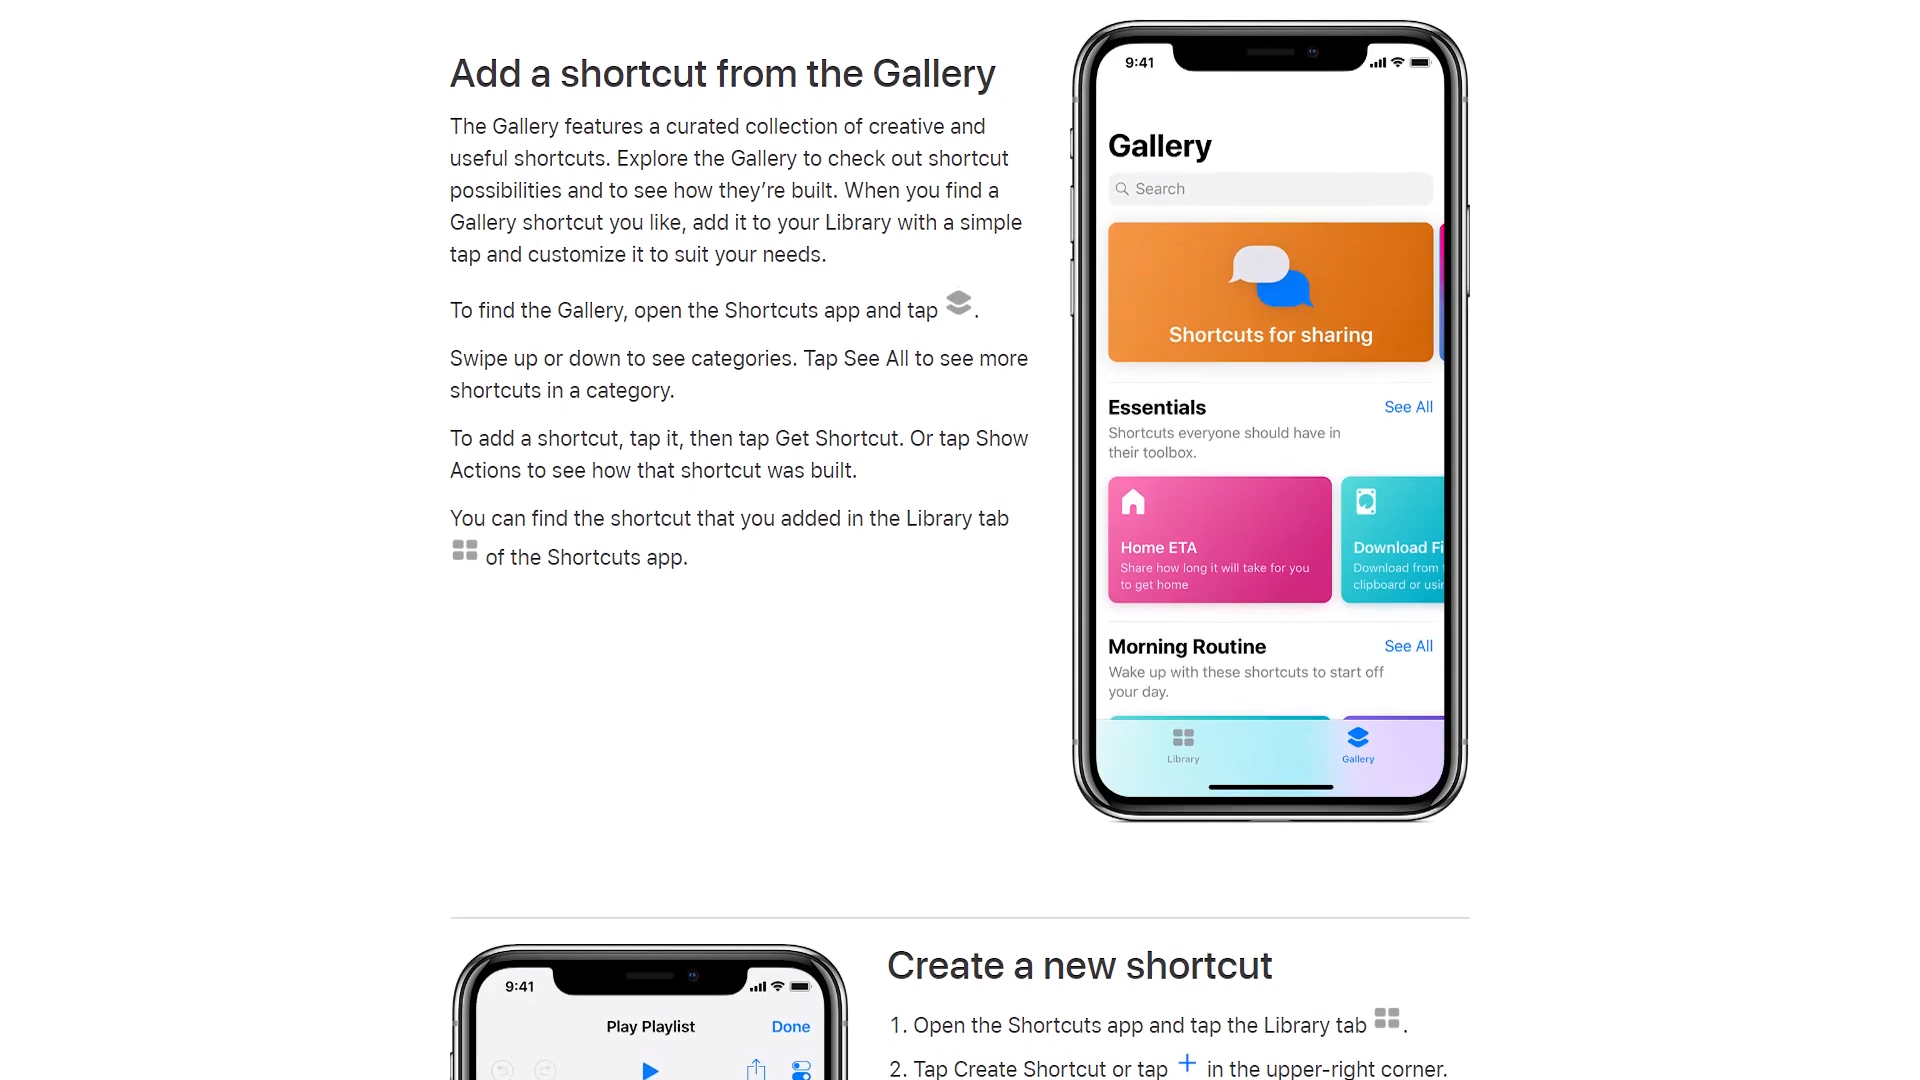 Add a shortcut from the Gallery
The Gallery features a curated collection of creative and
useful shortcuts. Explore the Gallery to check out shortcut
possibilities and to see how they’re built. When you find a
Gallery shortcut you like, add it to your Library with a simple
tap and customize it to suit your needs.
To find the Gallery, open the Shortcuts app and tap .
Swipe up or down to see categories. Tap See All to see more
shortcuts in a category.
To add a shortcut, tap it, then tap Get Shortcut. Or tap Show
Actions to see how that shortcut was built.
You can find the shortcut that you added in the Library tab
of the Shortcuts app.
9:41
Gallery
Search
Shortcuts for sharing
Essentials See All
Shortcuts everyone should have in
their toolbox.
Home ETA
Share how long it will take for you
to get home
Download Fi
Download from
clipboard or usin
Morning Routine See All
Wake up with these shortcuts to start off
your day.
Library Gallery
9:41
Play Playlist Done
Create a new shortcut
1. Open the Shortcuts app and tap the Library tab .
2. Tap Create Shortcut or tap + in the upper-right corner.